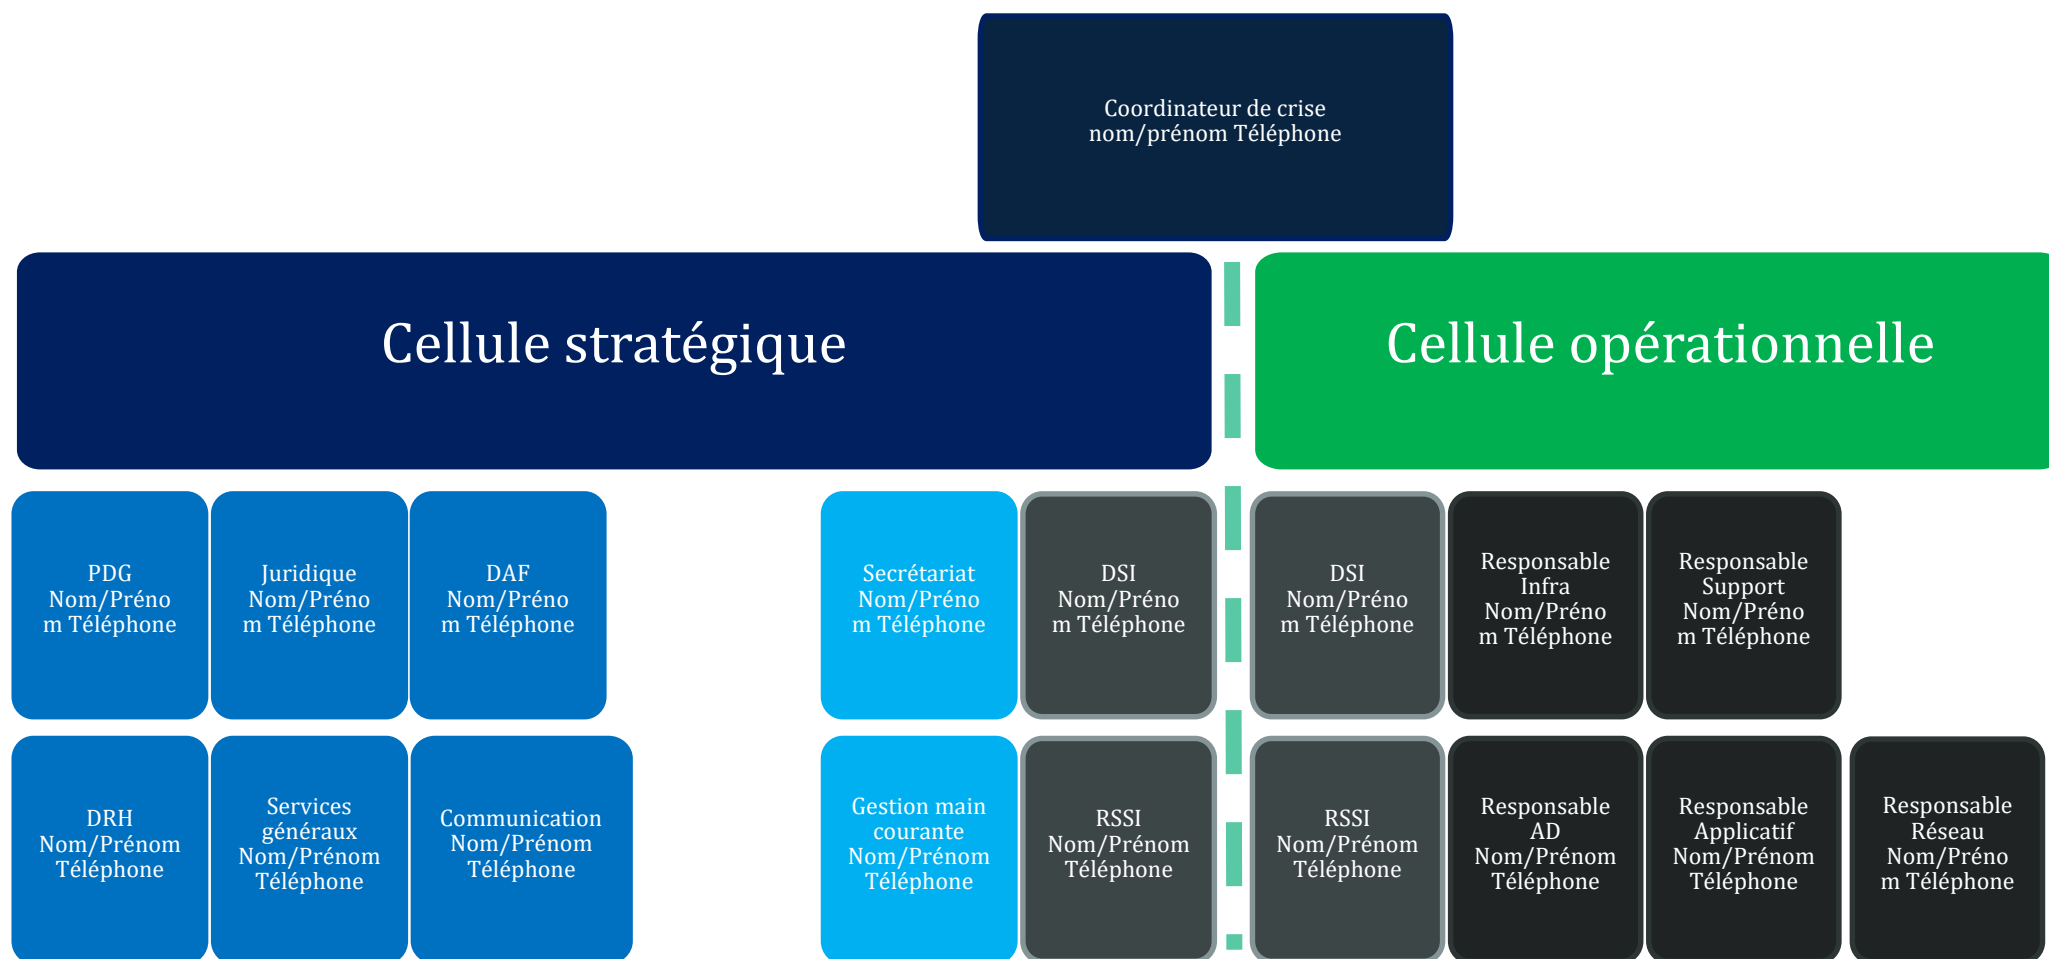 Coordinateur de crise
nom/prénom Téléphone
Cellule stratégique
Cellule opérationnelle
PDG
Nom/Préno
m Téléphone
Juridique
Nom/Préno
m Téléphone
DAF
Nom/Préno
m Téléphone
Secrétariat
Nom/Préno
m Téléphone
DSI
Nom/Préno
m Téléphone
DSI
Nom/Préno
m Téléphone
Responsable
Infra
Nom/Préno
m Téléphone
Responsable
Support
Nom/Préno
m Téléphone
DRH
Nom/Prénom
Téléphone
Services
généraux
Nom/Prénom
Téléphone
Communication
Nom/Prénom
Téléphone
Gestion main
courante
Nom/Prénom
Téléphone
RSSI
Nom/Prénom
Téléphone
RSSI
Nom/Prénom
Téléphone
Responsable
AD
Nom/Prénom
Téléphone
Responsable
Applicatif
Nom/Prénom
Téléphone
Responsable
Réseau
Nom/Préno
m Téléphone